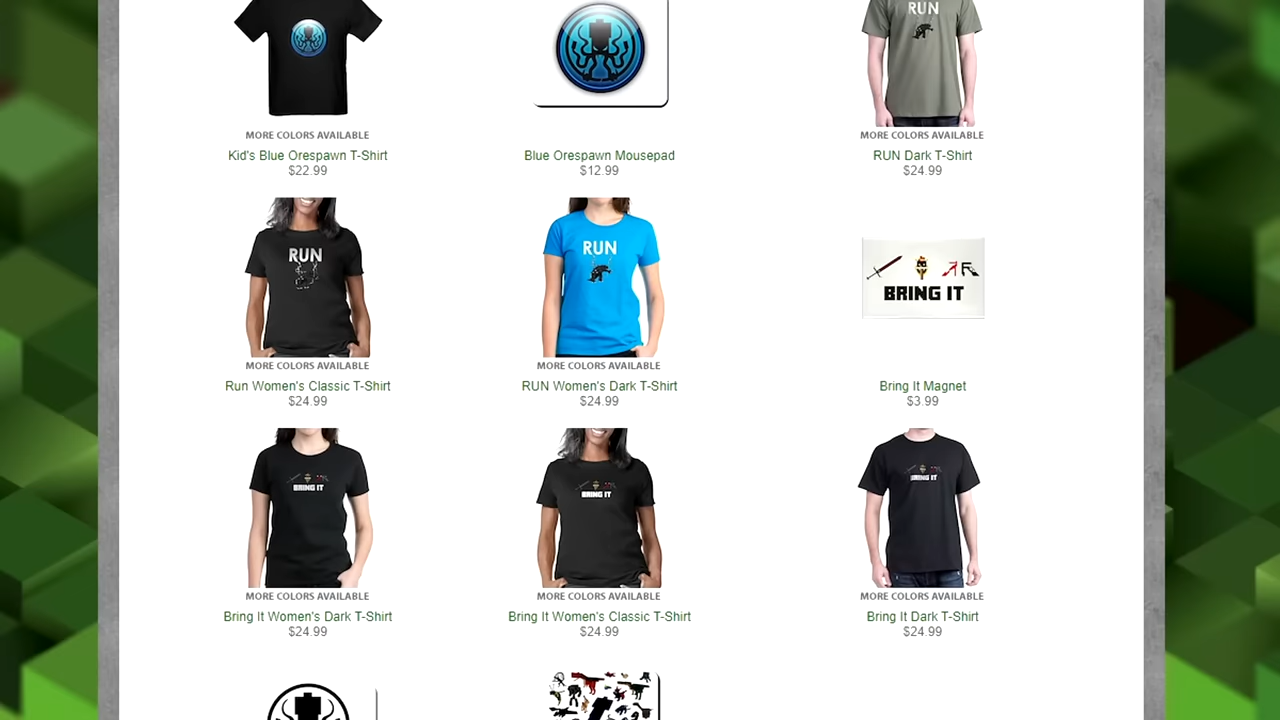 RUN
MORE COLORS AVAILABLE
MORE COLORS AVAILABLE
Kid's Blue Orespawn T-Shirt
Blue Orespawn Mousepad
RUN Dark T-Shirt
$22.99
$12.99
$24.99
RUN
RUN
BRING IT
MORE COLORS AVAILABLE
MORE COLORS AVAILABLE
Run Women's Classic T-Shirt
RUN Women's Dark T-Shirt
Bring It Magnet
$24.99
$24.99
$3.99
BRING IT
BRING IT
BRING IT
MORE COLORS AVAILABLE
MORE COLORS AVAILABLE
MORE COLORS AVAILABLE
Bring It Women's Dark T-Shirt
Bring It Women's Classic T-Shirt
Bring It Dark T-Shirt
$24.99
$24.99
$24.99